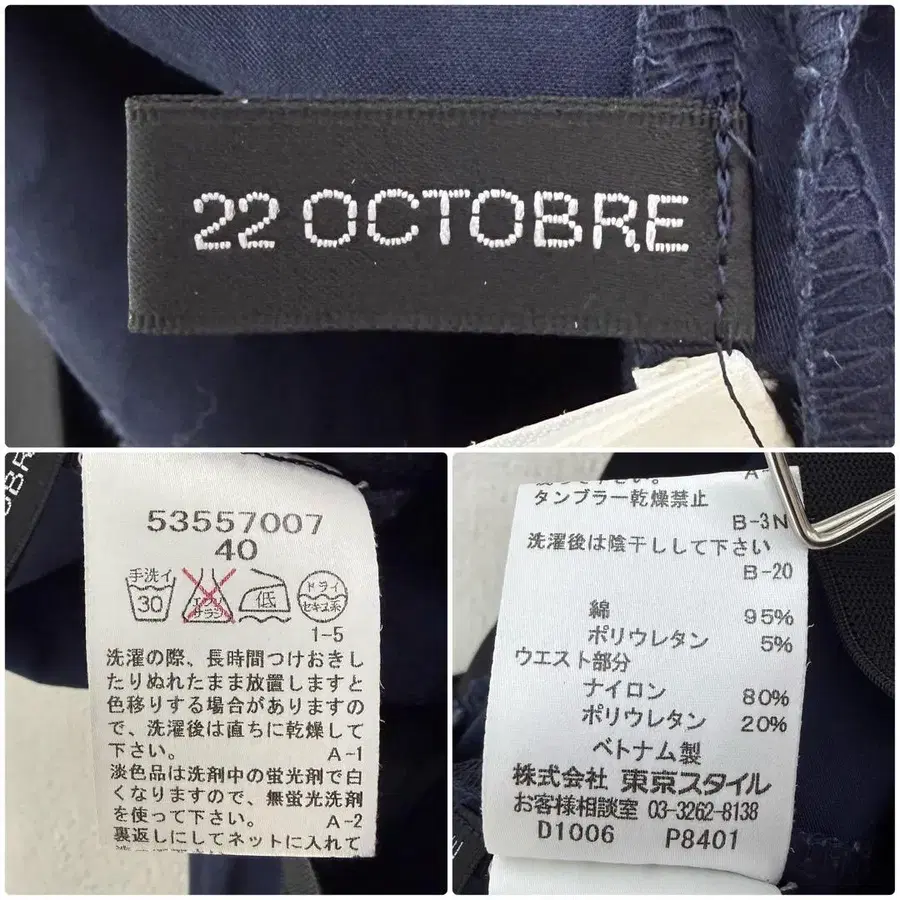 22 OCTOBRE
53557007
40
手洗イ
30
エンソ
サラシ
低
ドライ
セキユ系
1-5
洗濯の際、長時間つけおきし
たりぬれたまま放置しますと
色移りする場合がありますの
で、洗濯後は直ちに乾燥して
下さい。 A-1
淡色品は洗剤中の蛍光剤で白
くなりますので、無蛍光洗剤
を使って下さい。 A-2
裏返しにしてネットに入れて
タンブラー乾燥禁止
B-3N
洗濯後は陰干しして下さい
B-20
綿 95%
ポリウレタン 5%
ウエスト部分
ナイロン 80%
ポリウレタン 20%
ベトナム製
株式会社 東京スタイル
お客様相談室 03-3262-8138
D1006 P8401